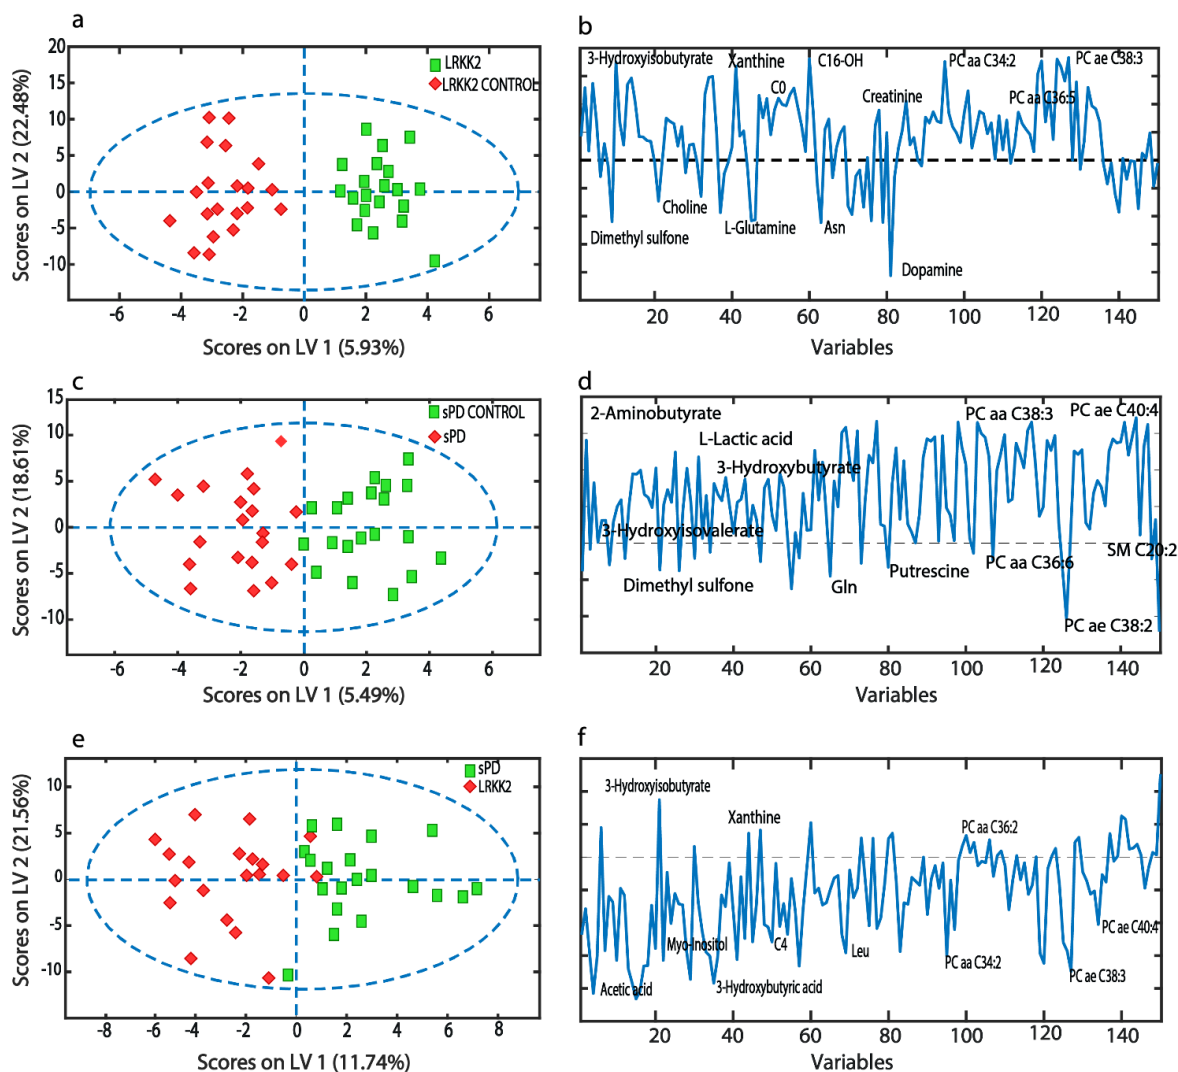 a
20
15
10
5
0
-5
-10
Scores on LV 2 (22.48%)
LRKK2
LRKK2 CONTROL
-6
-4
-2
0
2
4
6
Scores on LV 1 (5.93%)
b
3-Hydroxyisobutyrate
Xanthine
C16-OH
PC aa C34:2
PC ae C38:3
C0
Creatinine
PC aa C36:5
Choline
L-Glutamine
Asn
Dimethyl sulfone
Dopamine
20
40
60
80
100
120
140
Variables
c
15
10
5
0
-5
-10
Scores on LV 2 (18.61%)
sPD CONTROL
sPD
-6
-4
-2
0
2
4
6
Scores on LV 1 (5.49%)
d
2-Aminobutyrate
PC aa C38:3
PC ae C40:4
L-Lactic acid
3-Hydroxybutyrate
3-Hydroxyisovalerate
SM C20:2
PC aa C36:6
Putrescine
Dimethyl sulfone
Gln
PC ae C38:2
20
40
60
80
100
120
140
Variables
e
10
5
0
-5
-10
Scores on LV 2 (21.56%)
sPD
LRKK2
-8
-6
-4
-2
0
2
4
6
8
Scores on LV 1 (11.74%)
f
3-Hydroxyisobutyrate
Xanthine
PC aa C36:2
PC ae C40:4
Myo-Inositol
C4
Leu
PC aa C34:2
PC ae C38:3
Acetic acid
3-Hydroxybutyric acid
20
40
60
80
100
120
140
Variables